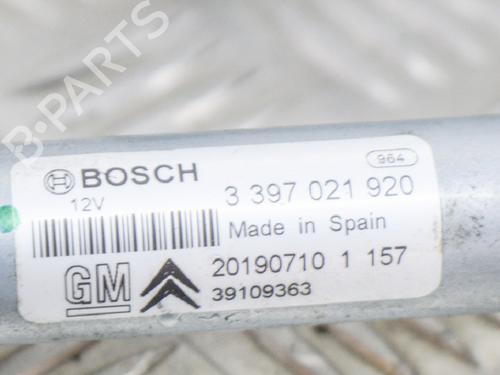 B-PARTS
964
BOSCH
12V
3 397 021 920
Made in Spain
GM
20190710 1 157
39109363